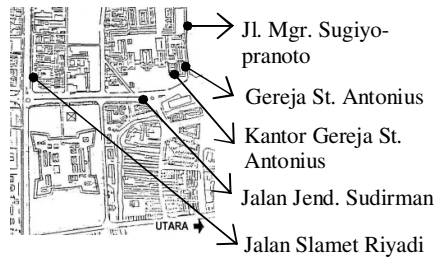 Jl. Mgr. Sugiyo-
pranoto
Gereja St. Antonius
Kantor Gereja St.
Antonius
Jalan Jend. Sudirman
UTARA
Jalan Slamet Riyadi